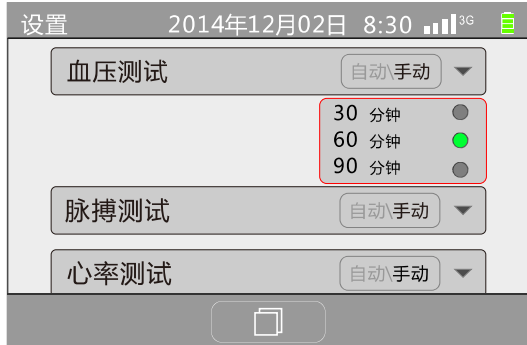 设置 2014年12月02日 8:30 3G
血压测试 自动\手动
30 分钟
60 分钟
90 分钟
脉搏测试 自动\手动
心率测试 自动\手动